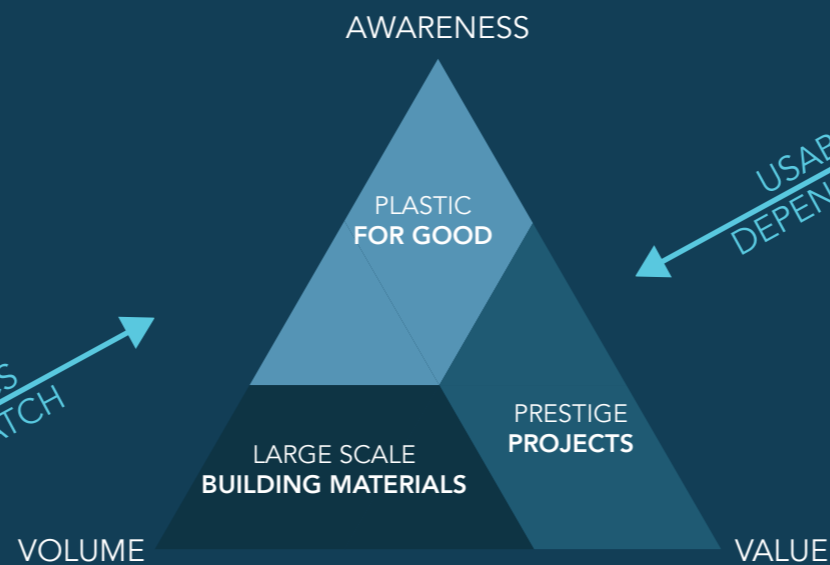 AWARENESS
PLASTIC
FOR GOOD
PRESTIGE
PROJECTS
LARGE SCALE
BUILDING MATERIALS
VOLUME
VALUE